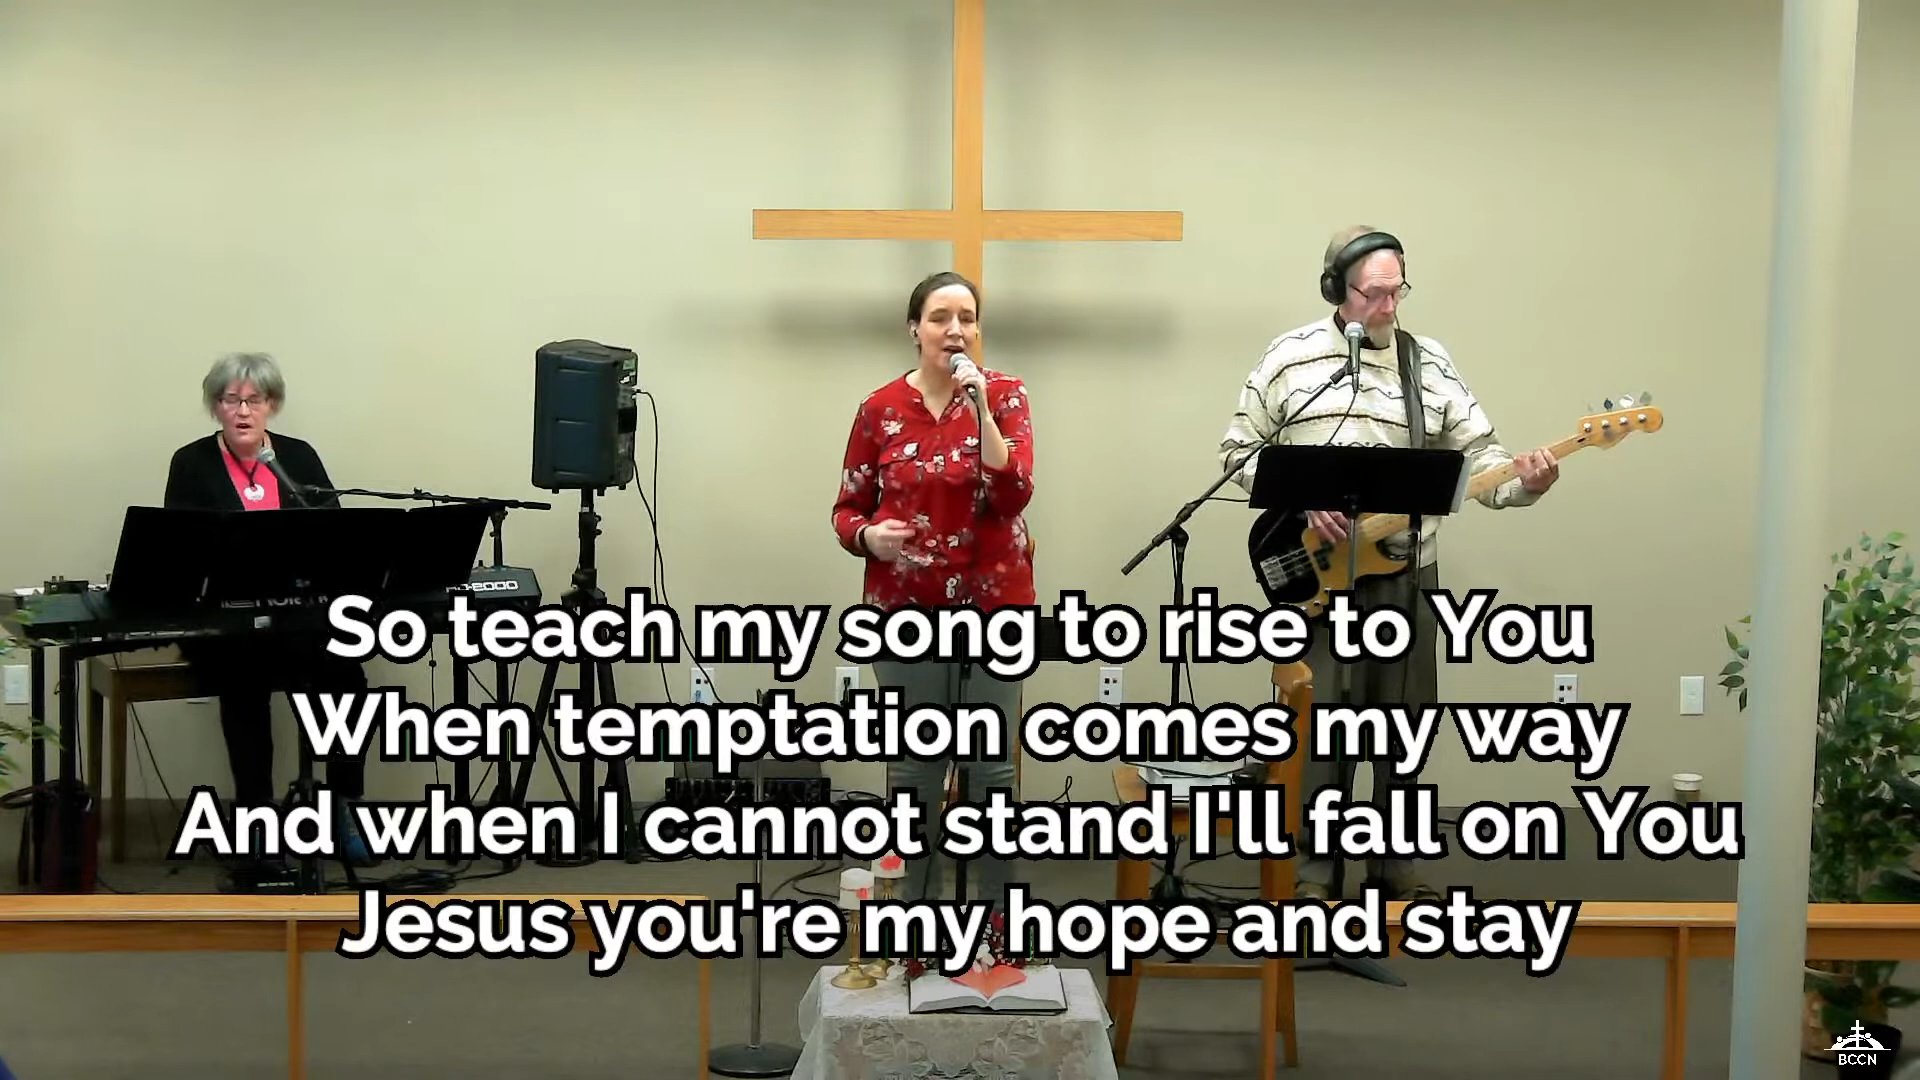 So teach my song to rise to You
When temptation comes my way
And when I cannot stand I'll fall on You
Jesus you're my hope and stay
BCCN